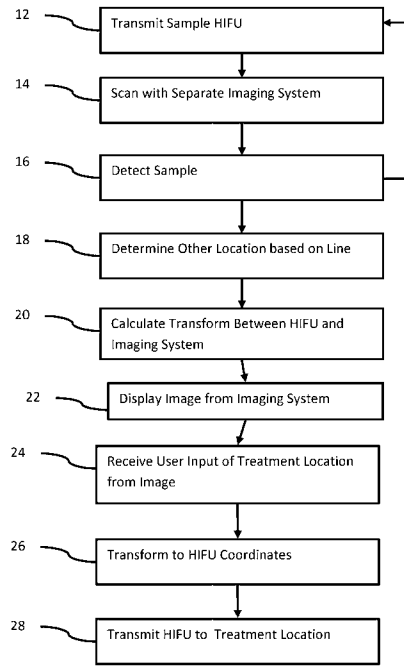 12
Transmit Sample HIFU
14
Scan with Separate Imaging System
16
Detect Sample
18
Determine Other Location based on Line
20
Calculate Transform Between HIFU and
Imaging System
22
Display Image from Imaging System
24
Receive User Input of Treatment Location
from Image
26
Transform to HIFU Coordinates
28
Transmit HIFU to Treatment Location